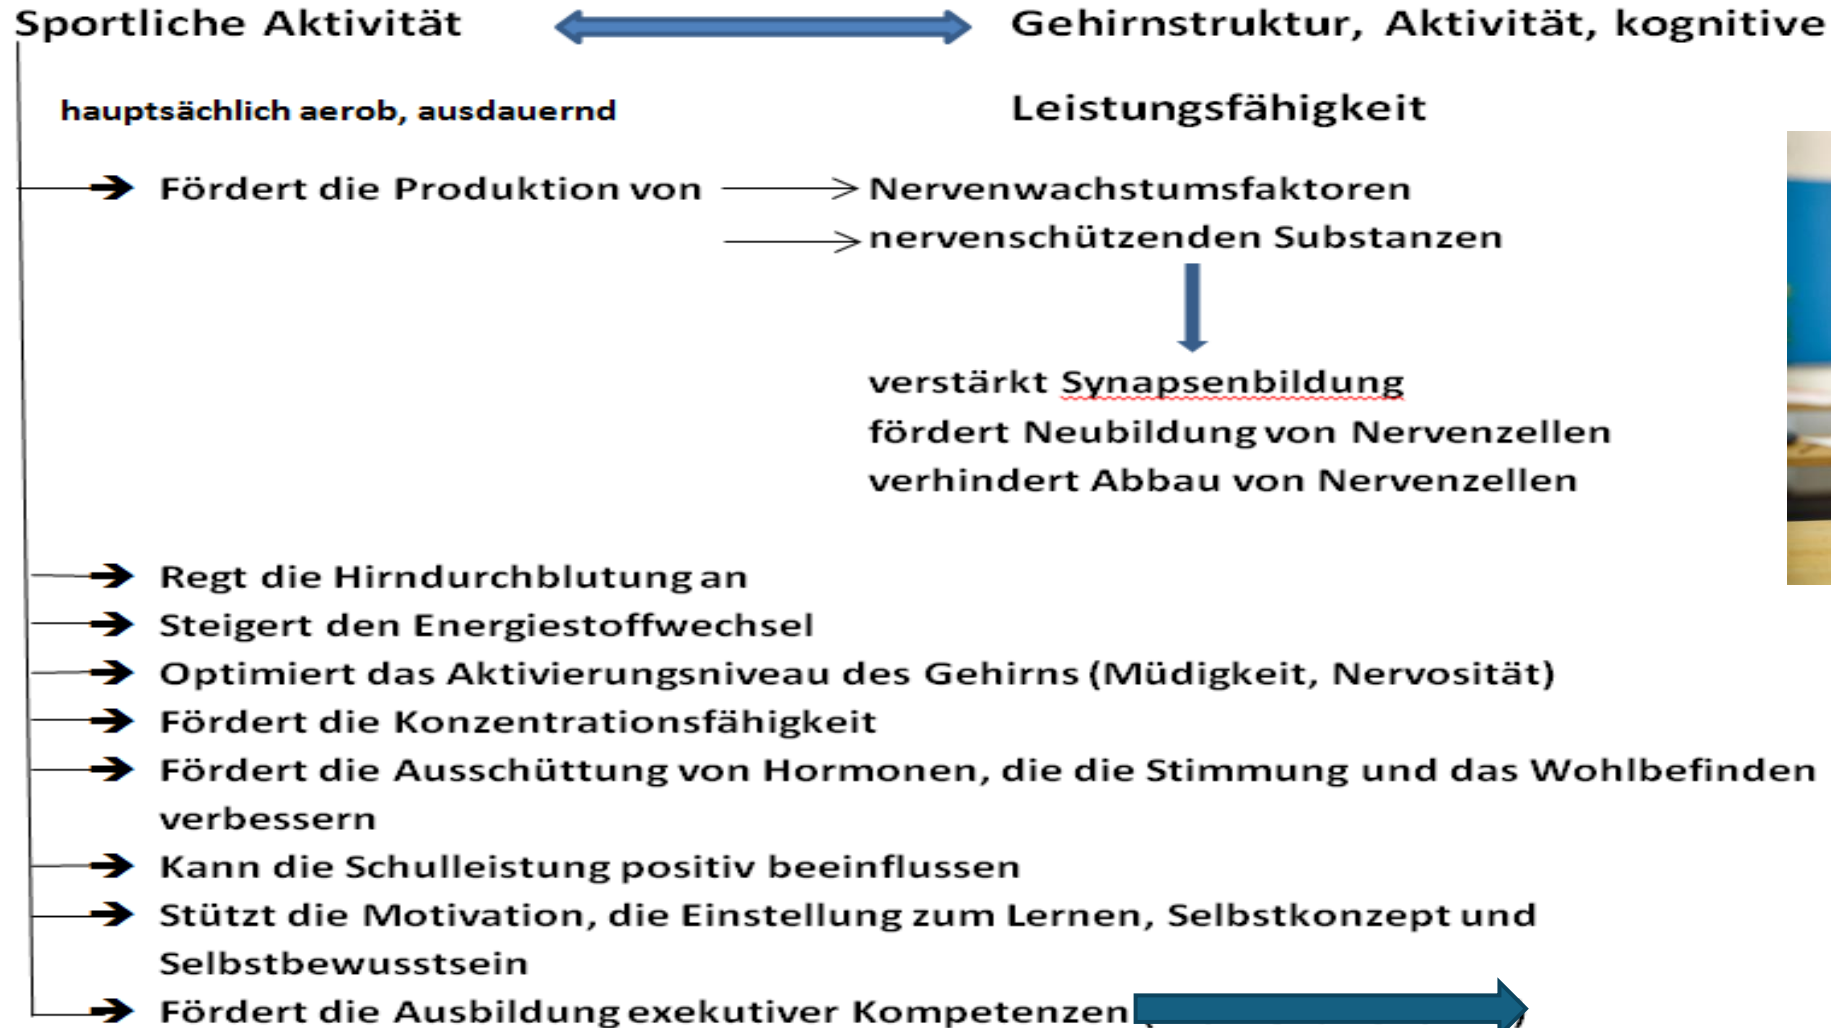 Sportliche Aktivität Gehirnstruktur, Aktivität, kognitive
hauptsächlich aerob, ausdauernd Leistungsfähigkeit
Fördert die Produktion von Nervenwachstumsfaktoren
nervenschützenden Substanzen
verstärkt Synapsenbildung
fördert Neubildung von Nervenzellen
verhindert Abbau von Nervenzellen
Regt die Hirndurchblutung an
Steigert den Energiestoffwechsel
Optimiert das Aktivierungsniveau des Gehirns (Müdigkeit, Nervosität)
Fördert die Konzentrationsfähigkeit
Fördert die Ausschüttung von Hormonen, die die Stimmung und das Wohlbefinden
verbessern
Kann die Schulleistung positiv beeinflussen
Stützt die Motivation, die Einstellung zum Lernen, Selbstkonzept und
Selbstbewusstsein
Fördert die Ausbildung exekutiver Kompetenzen